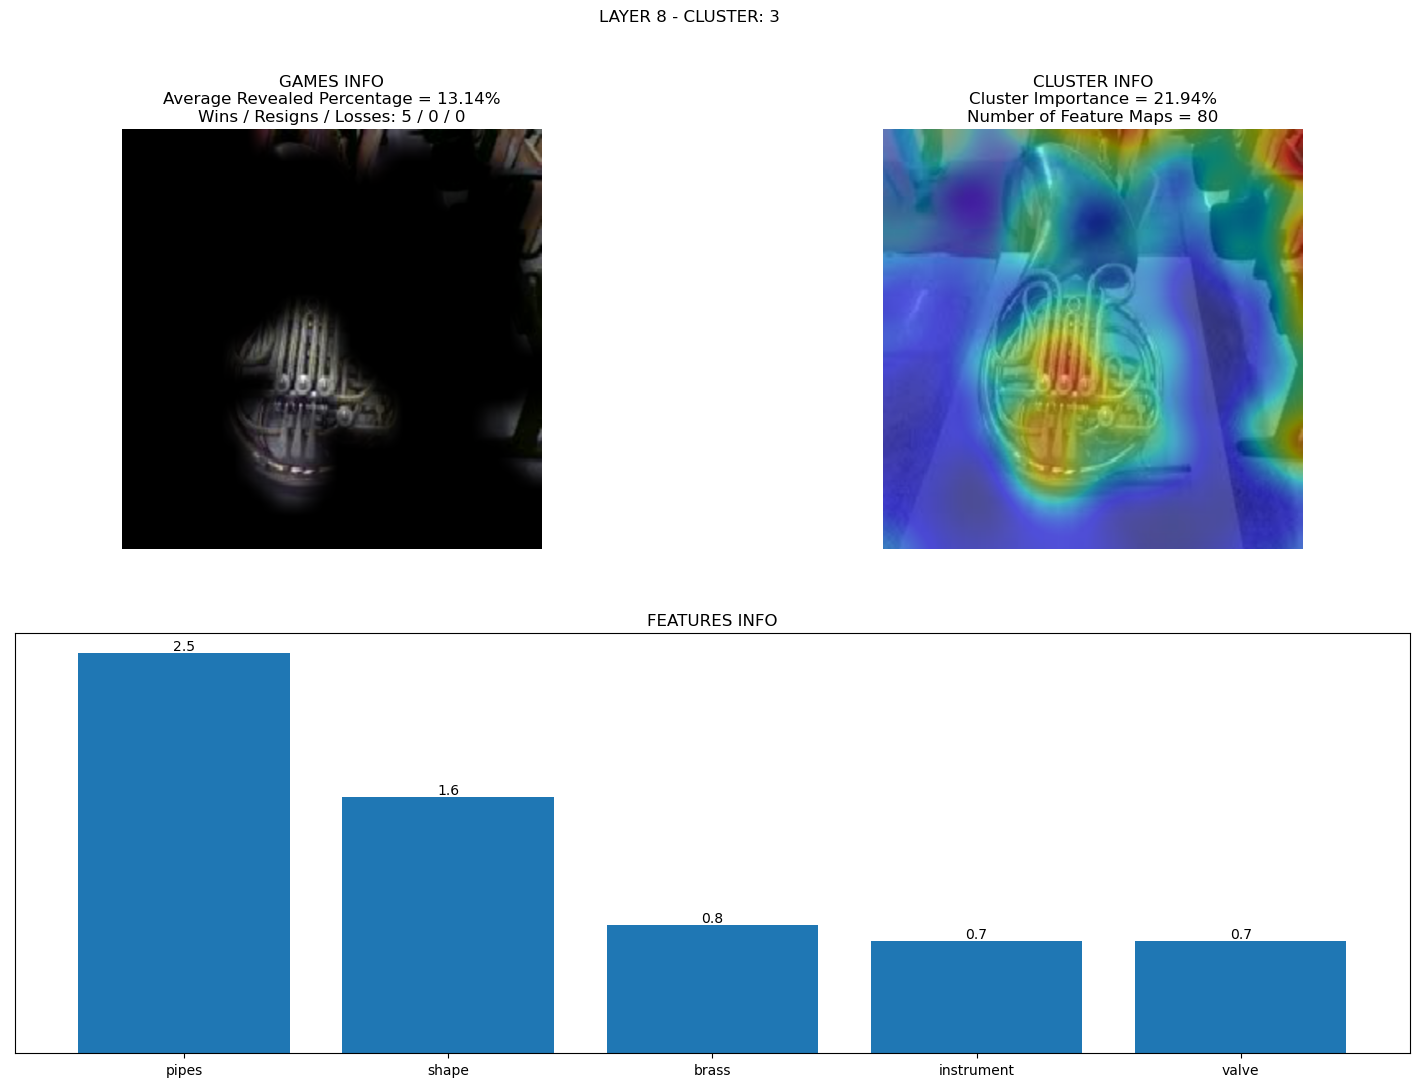 LAYER 8 - CLUSTER: 3
GAMES INFO
Average Revealed Percentage = 13.14%
Wins / Resigns / Losses: 5 / 0 / 0
CLUSTER INFO
Cluster Importance = 21.94%
Number of Feature Maps = 80
FEATURES INFO
2.5
1.6
0.8
0.7
0.7
pipes
shape
brass
instrument
valve